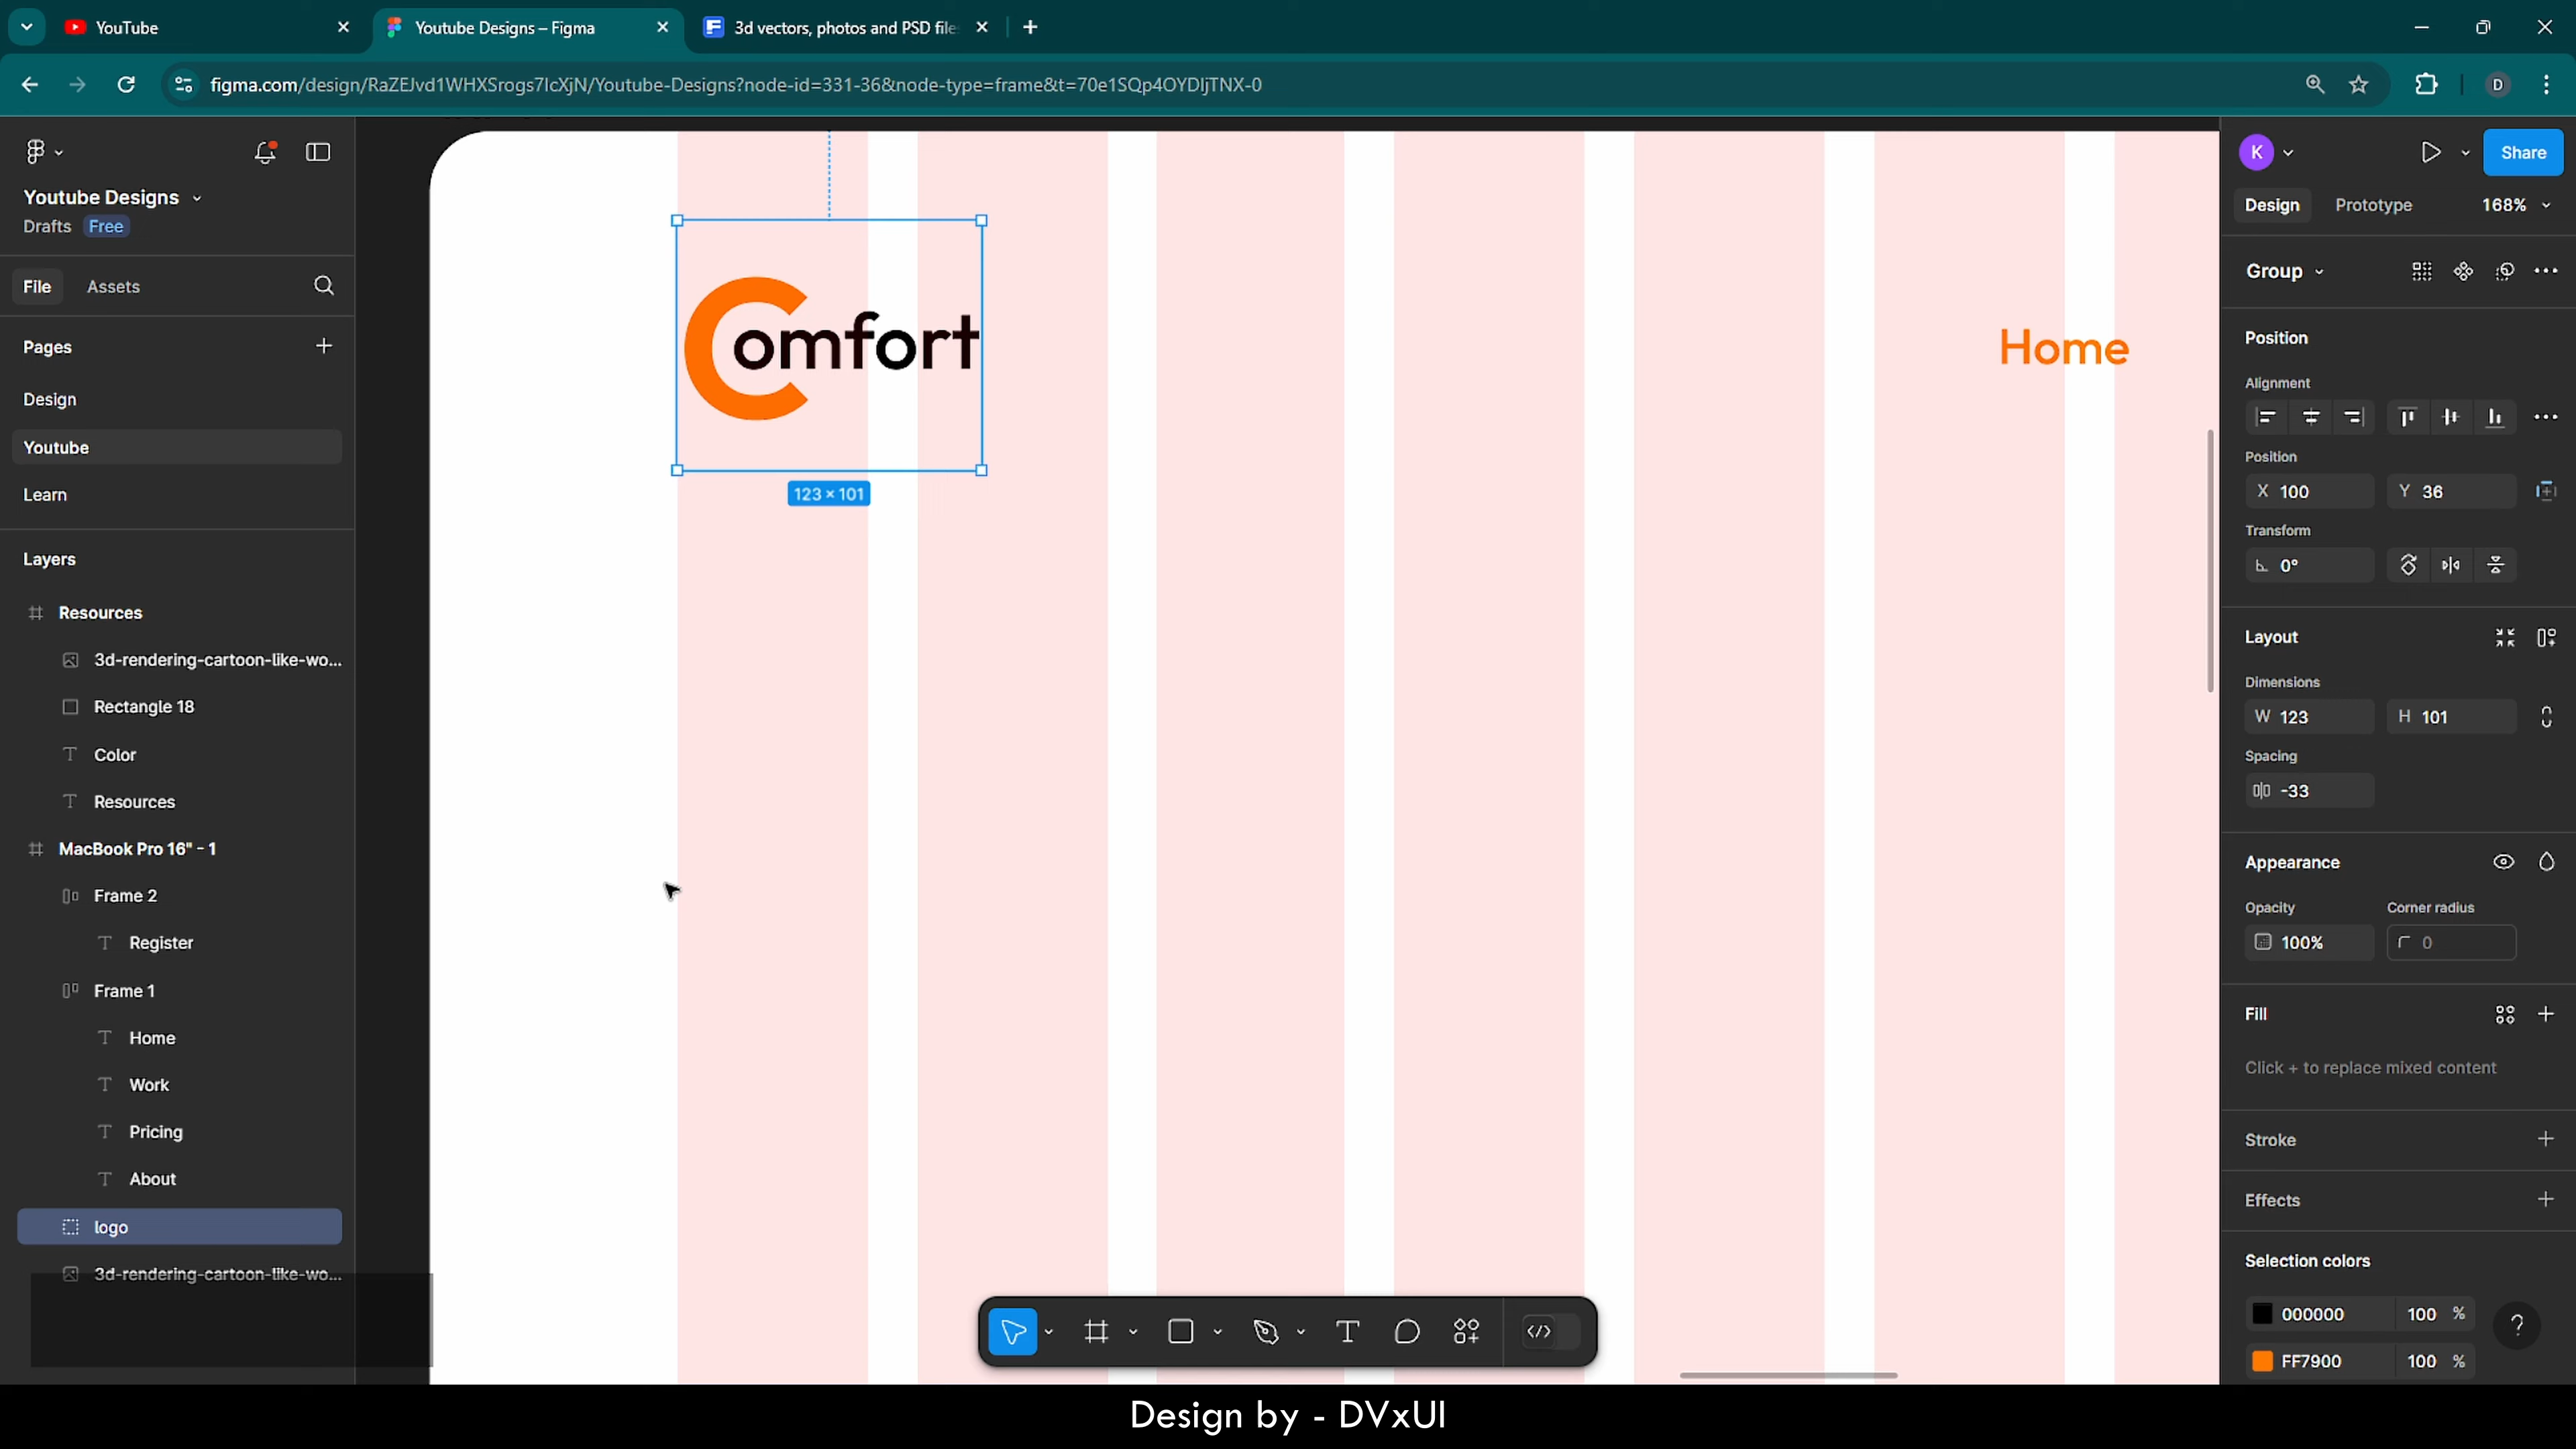 YouTube
Youtube Designs – Figma
3d vectors, photos and PSD file
figma.com/design/RaZEJvd1WHXSrogs7IcXjN/Youtube-Designs?node-id=331-36&node-type=frame&t=70e1SQp4OYDIjTNX-0
D
Youtube Designs
Drafts Free
File Assets
Pages
Design
Youtube
Learn
Layers
Resources
3d-rendering-cartoon-like-wo...
Rectangle 18
Color
Resources
MacBook Pro 16" - 1
Frame 2
Register
Frame 1
Home
Work
Pricing
About
logo
3d-rendering-cartoon-like-wo...
Comfort
123 × 101
Home
K
Share
Design Prototype 168%
Group
Position
Alignment
Position
X 100 Y 36
Transform
0°
Layout
Dimensions
W 123 H 101
Spacing
-33
Appearance
Opacity Corner radius
100% 0
Fill
Click + to replace mixed content
Stroke
Effects
Selection colors
000000 100 %
FF7900 100 %
?
Design by - DVxUI